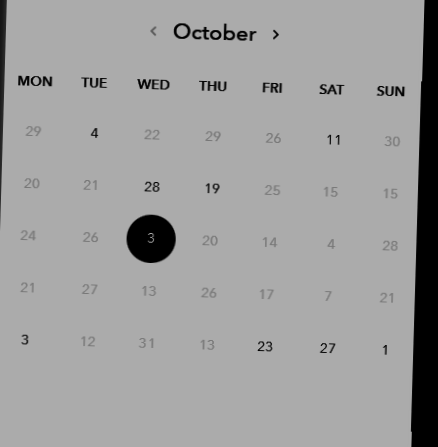 ‹ October ›
MON TUE WED THU FRI SAT SUN
29 4 22 29 26 11 30
20 21 28 19 25 15 15
24 26 3 20 14 4 28
21 27 13 26 17 7 21
3 12 31 13 23 27 1